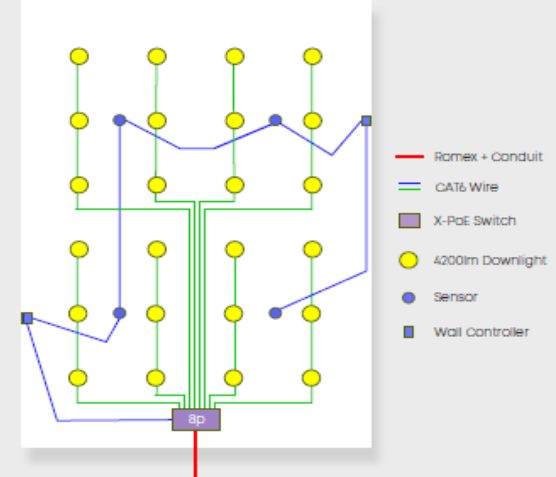 Romex + Conduit
CAT6 Wire
X-PoE Switch
4200lm Downlight
Sensor
Wall Controller
8p